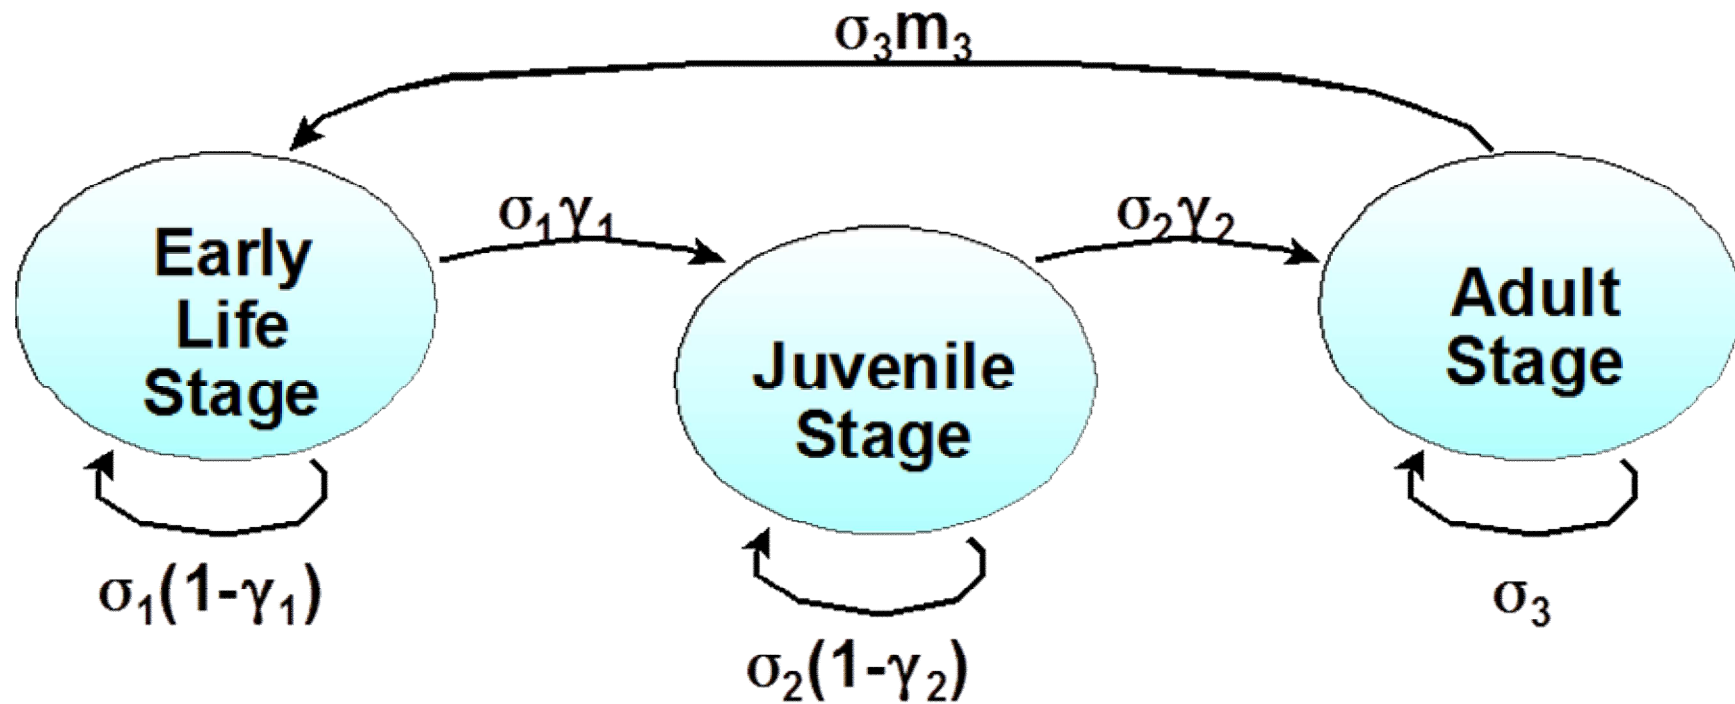 σ₃m₃
σ₁γ₁
σ₂γ₂
Early
Life
Stage
Juvenile
Stage
Adult
Stage
σ₁(1-γ₁)
σ₂(1-γ₂)
σ₃